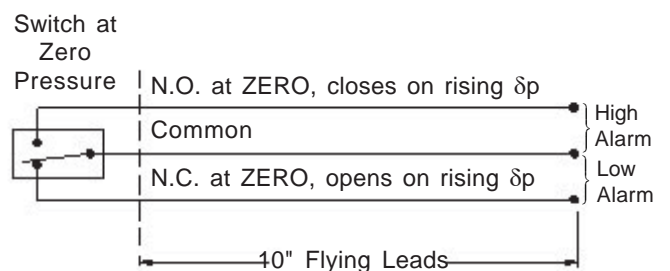 Switch at
Zero
Pressure
N.O. at ZERO, closes on rising δp
Common
N.C. at ZERO, opens on rising δp
High
Alarm
Low
Alarm
10" Flying Leads